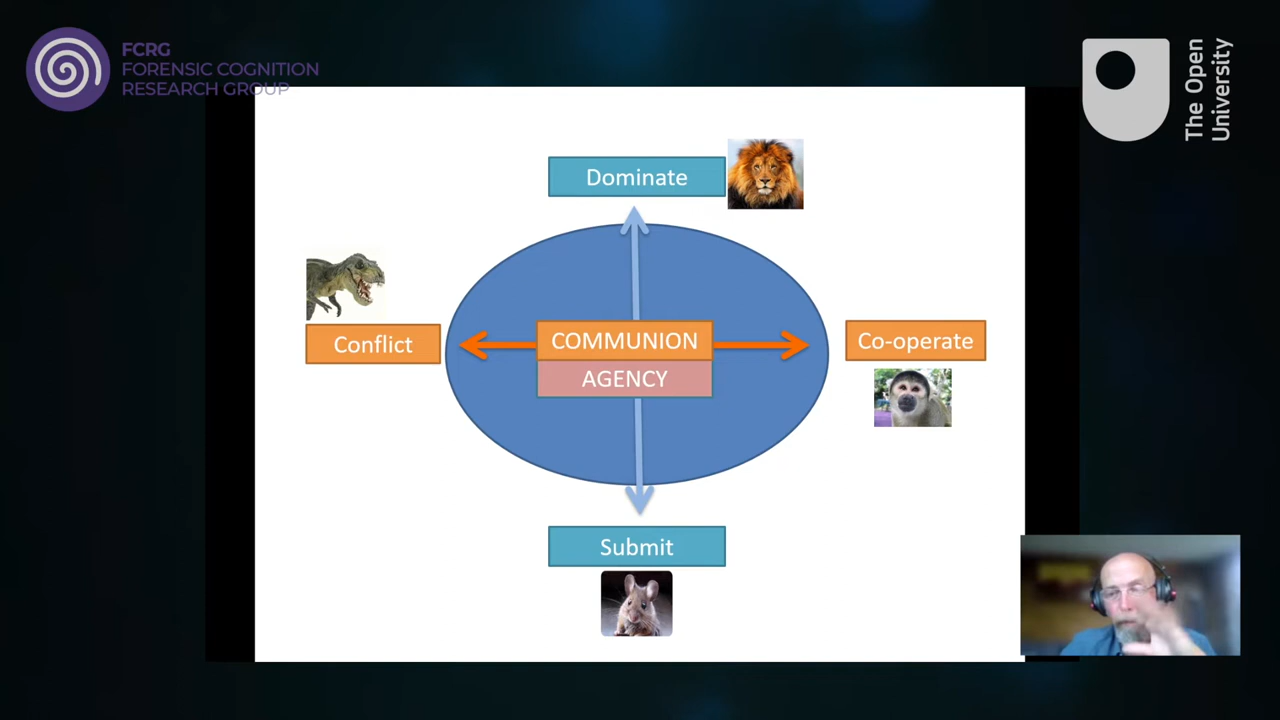 FCRG
FORENSIC COGNITION
RESEARCH GROUP
The Open
University
Dominate
Conflict
COMMUNION
AGENCY
Co-operate
Submit